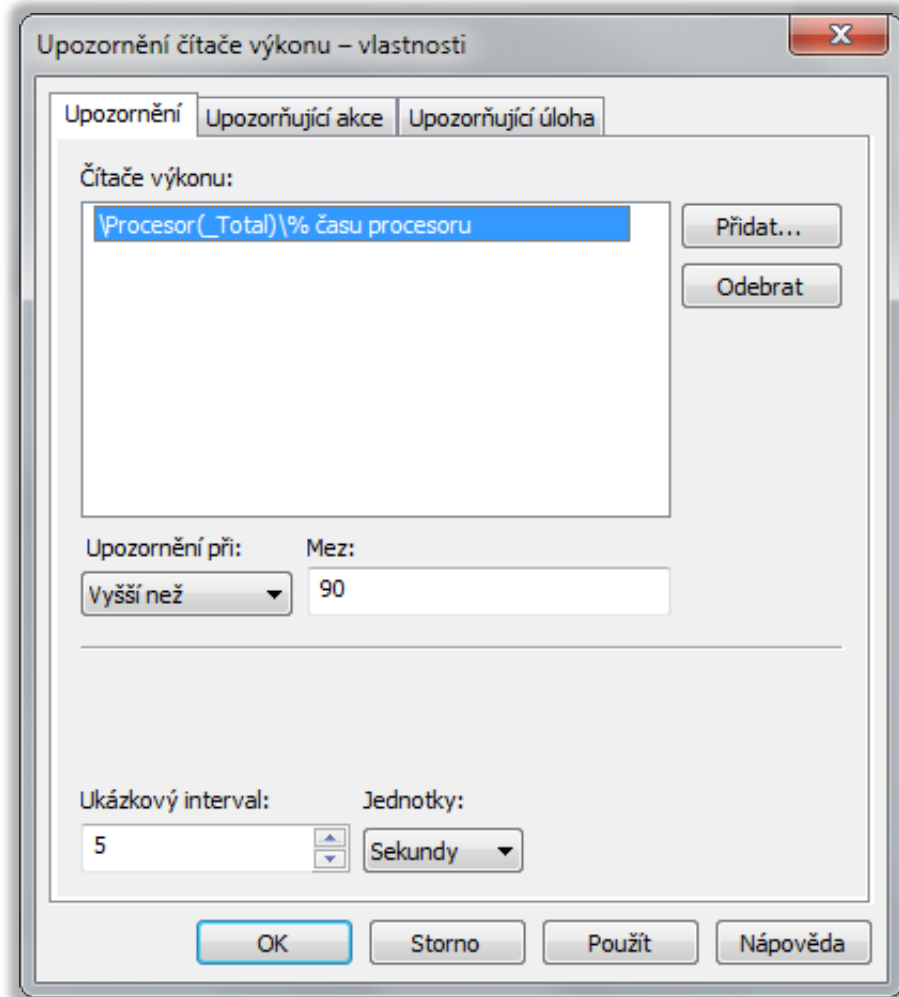 Upozornění čítače výkonu – vlastnosti
Upozornění Upozorňující akce Upozorňující úloha
Čítače výkonu:
\Procesor(_Total)\% času procesoru
Přidat...
Odebrat
Upozornění při: Mez:
Vyšší než 90
Ukázkový interval: Jednotky:
5 Sekundy
OK Storno Použít Nápověda